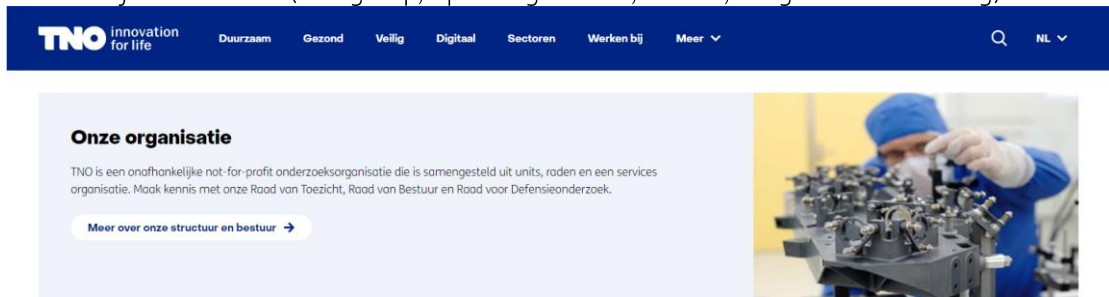 TNO innovation for life
Duurzaam Gezond Veilig Digitaal Sectoren Werken bij Meer NL
Onze organisatie
TNO is een onafhankelijke not-for-profit onderzoeksorganisatie die is samengesteld uit units, raden en een services
organisatie. Maak kennis met onze Raad van Toezicht, Raad van Bestuur en Raad voor Defensieonderzoek.
Meer over onze structuur en bestuur →